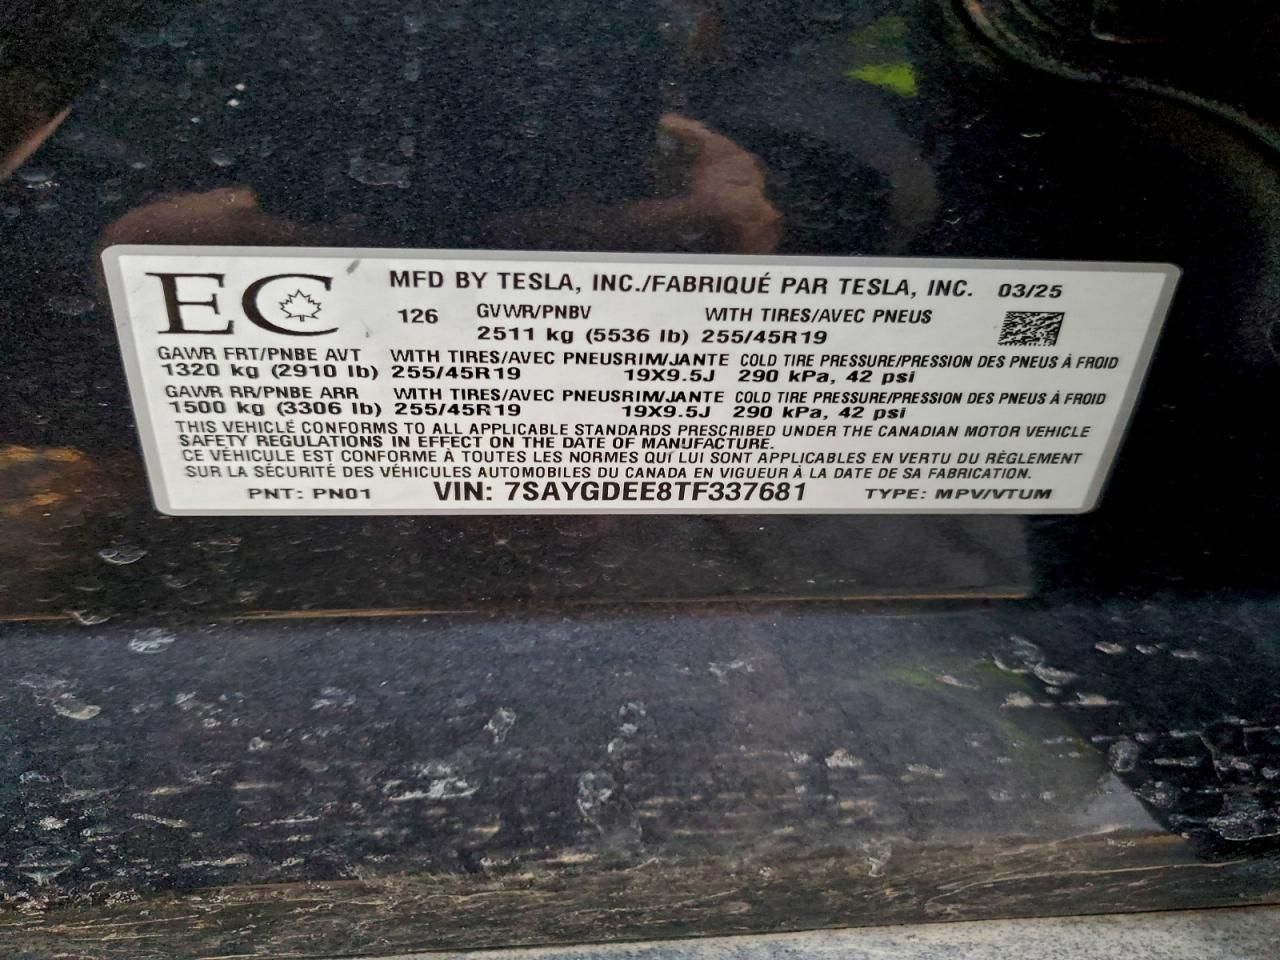 EC MFD BY TESLA, INC./FABRIQUÉ PAR TESLA, INC. 03/25
126 GVWR/PNBV WITH TIRES/AVEC PNEUS
2511 kg (5536 lb) 255/45R19
GAWR FRT/PNBE AVT WITH TIRES/AVEC PNEUSRIM/JANTE COLD TIRE PRESSURE/PRESSION DES PNEUS À FROID
1320 kg (2910 lb) 255/45R19 19X9.5J 290 kPa, 42 psi
GAWR RR/PNBE ARR WITH TIRES/AVEC PNEUSRIM/JANTE COLD TIRE PRESSURE/PRESSION DES PNEUS À FROID
1500 kg (3306 lb) 255/45R19 19X9.5J 290 kPa, 42 psi
THIS VEHICLE CONFORMS TO ALL APPLICABLE STANDARDS PRESCRIBED UNDER THE CANADIAN MOTOR VEHICLE
SAFETY REGULATIONS IN EFFECT ON THE DATE OF MANUFACTURE.
CE VÉHICULE EST CONFORME À TOUTES LES NORMES QUI LUI SONT APPLICABLES EN VERTU DU RÈGLEMENT
SUR LA SÉCURITÉ DES VÉHICULES AUTOMOBILES DU CANADA EN VIGUEUR À LA DATE DE SA FABRICATION.
PNT: PN01 VIN: 7SAYGDEE8TF337681 TYPE: MPV/VTUM